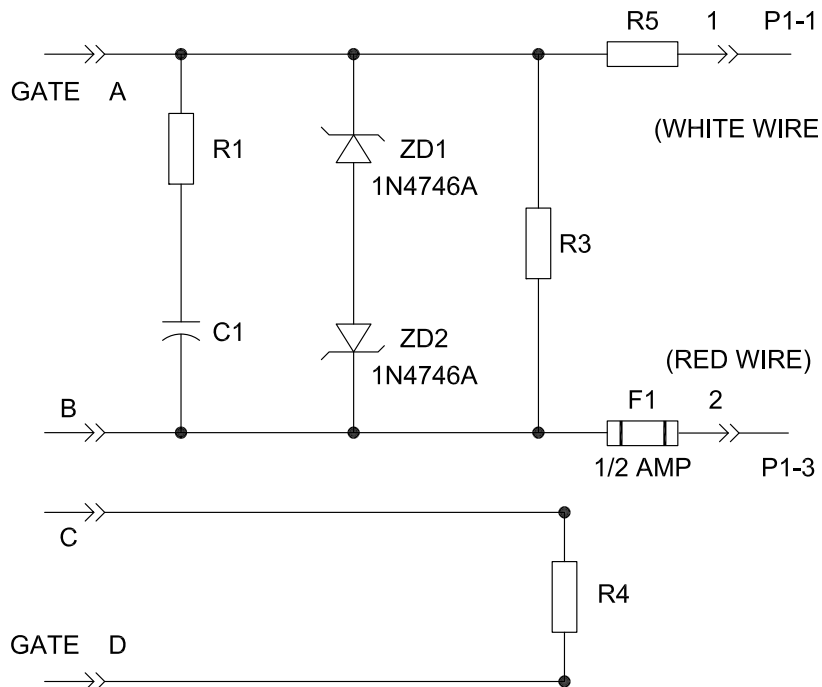 R5 1 P1-1
GATE A
(WHITE WIRE
R1
ZD1
1N4746A
R3
C1
ZD2
1N4746A
(RED WIRE)
B
F1 2
1/2 AMP P1-3
C
R4
GATE D